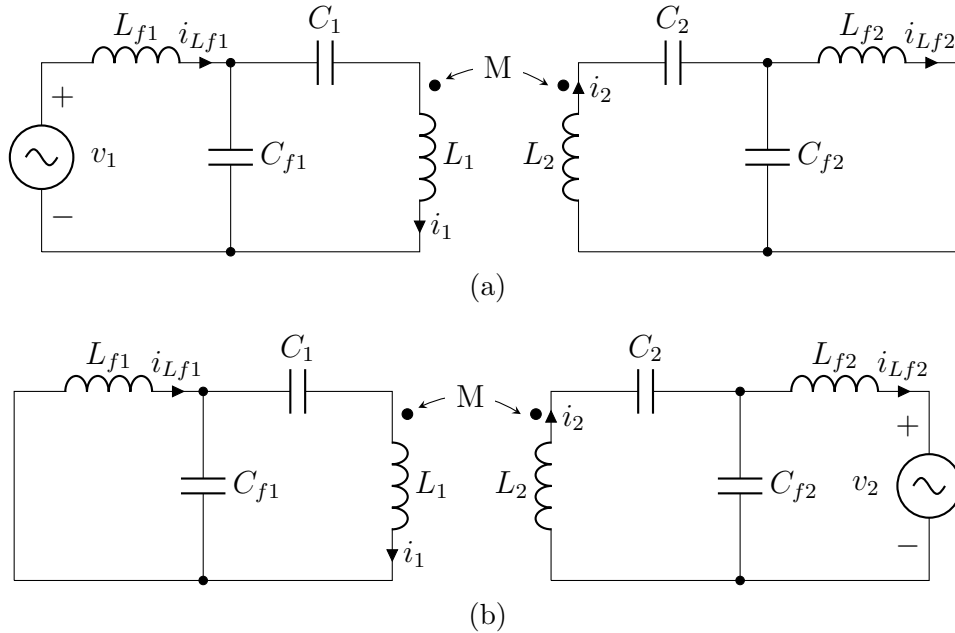 L_{f1} i_{Lf1} C_1 C_2 L_{f2} i_{Lf2}
M
+ i_2
v_1 C_{f1} L_1 L_2 C_{f2}
− i_1
(a)
L_{f1} i_{Lf1} C_1 C_2 L_{f2} i_{Lf2}
M
i_2 +
C_{f1} L_1 L_2 C_{f2} v_2
i_1 −
(b)